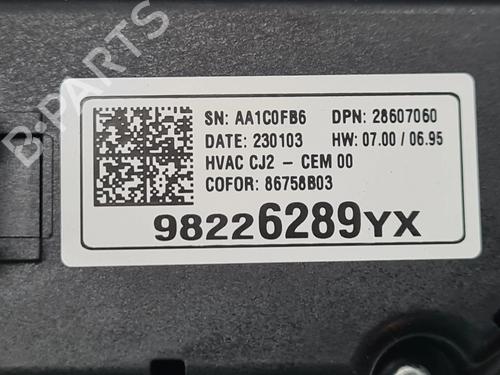 SN: AA1C0FB6 DPN: 28607060
DATE: 230103 HW: 07.00 / 06.95
HVAC CJ2 - CEM 00
COFOR: 86758B03
98226289YX
B-PARTS